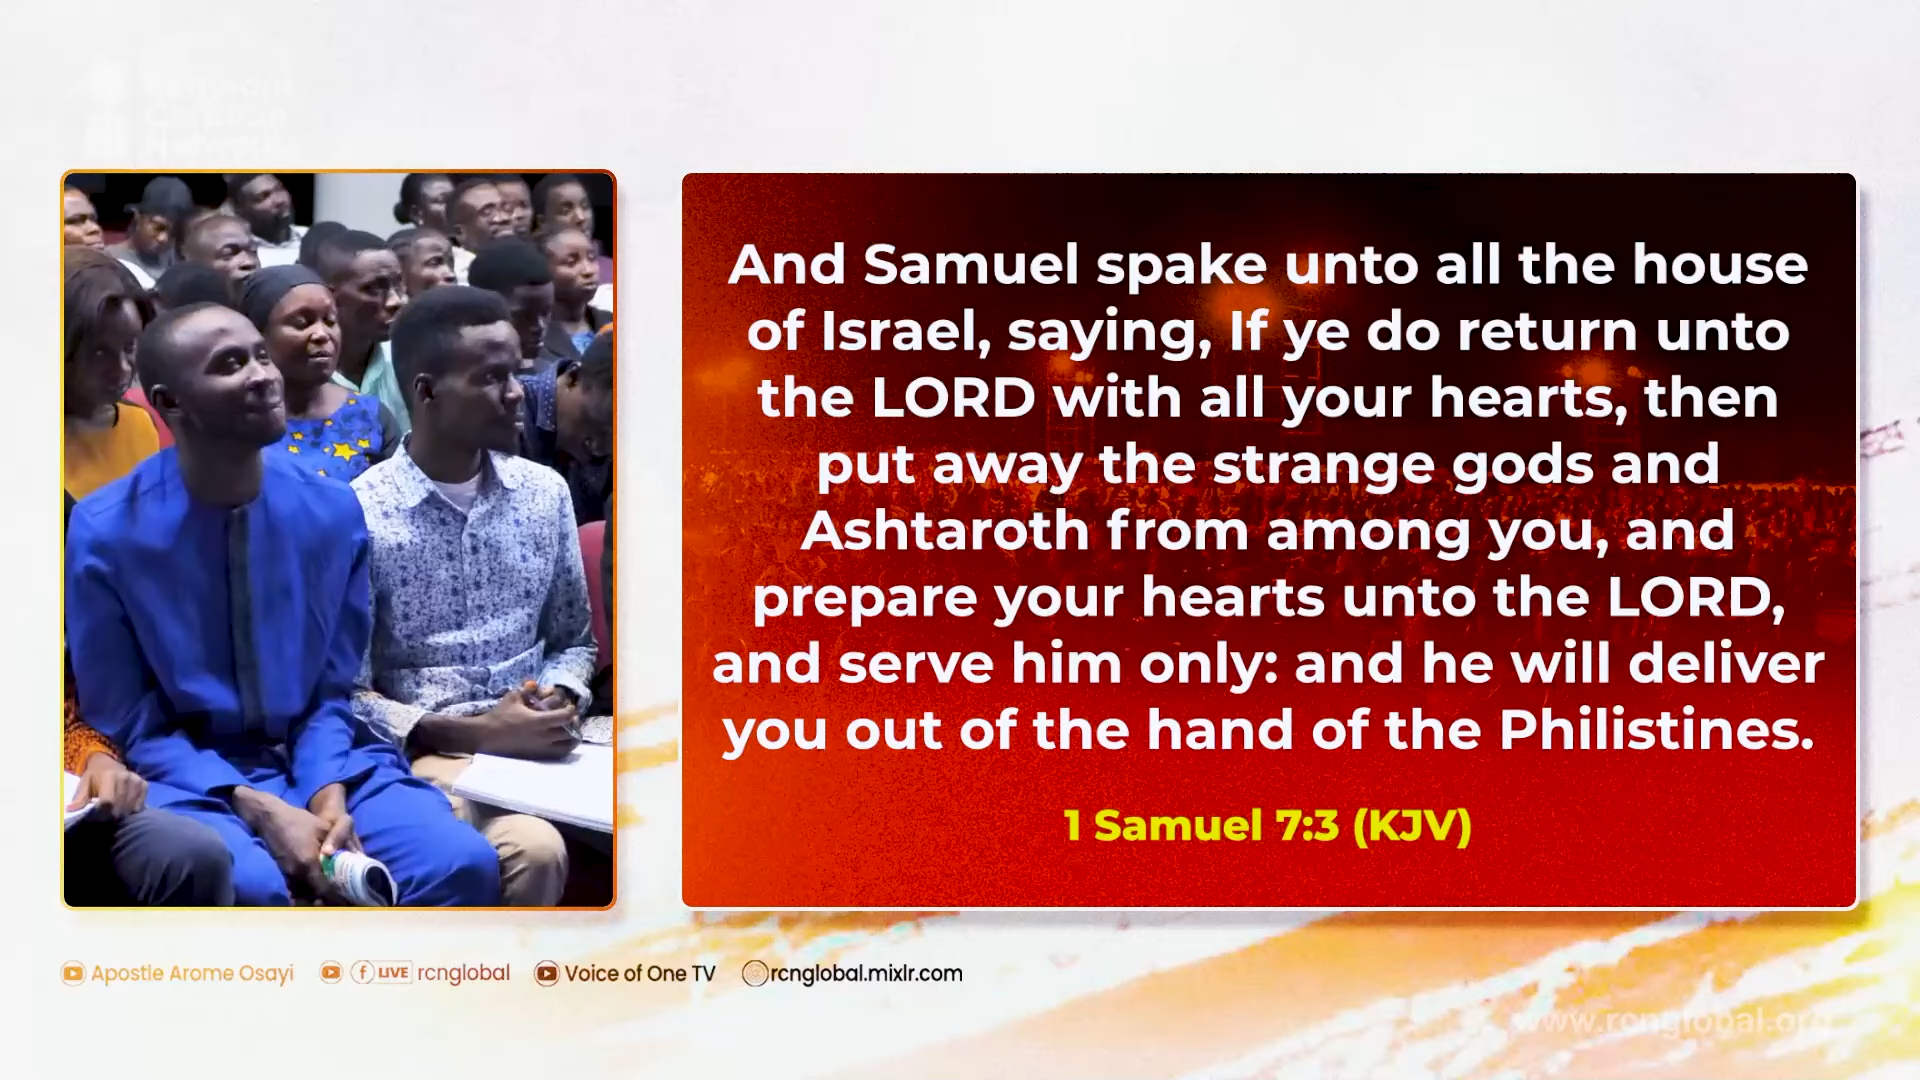 And Samuel spake unto all the house
of Israel, saying, If ye do return unto
the LORD with all your hearts, then
put away the strange gods and
Ashtaroth from among you, and
prepare your hearts unto the LORD,
and serve him only: and he will deliver
you out of the hand of the Philistines.
1 Samuel 7:3 (KJV)
Apostle Arome Osayi LIVE rcnglobal Voice of One TV rcnglobal.mixlr.com
www.rcnglobal.org